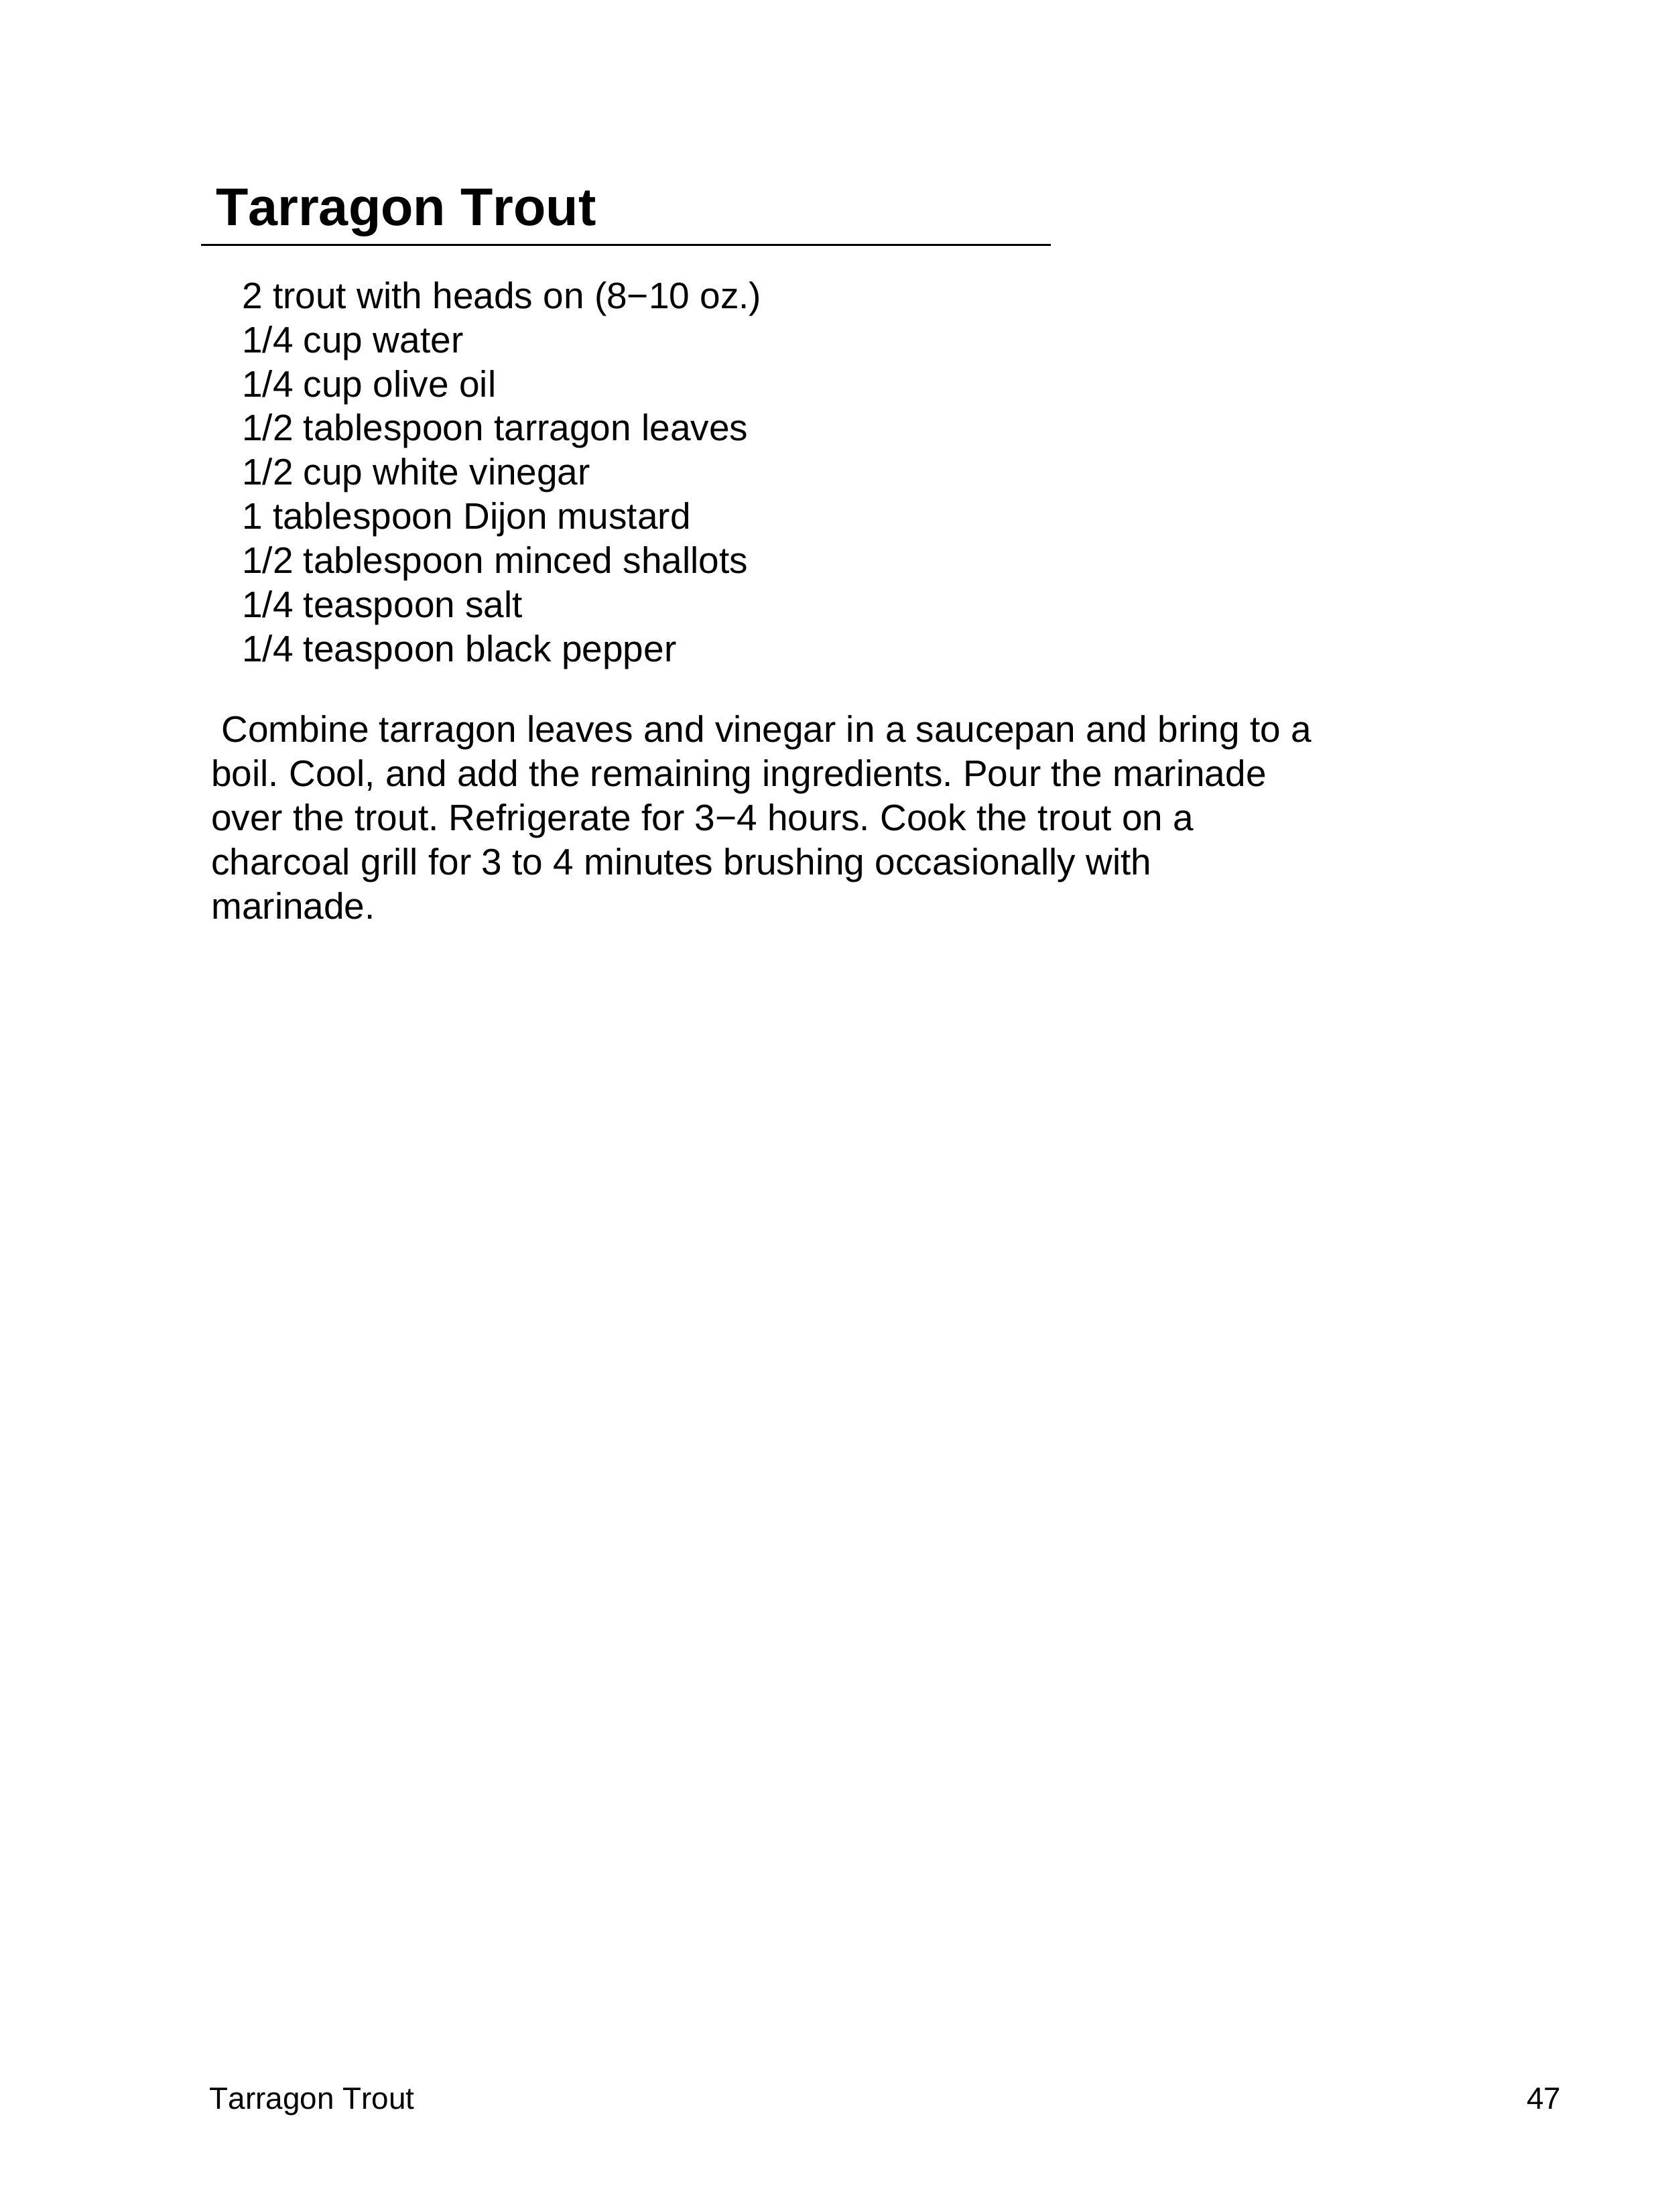 Tarragon Trout
2 trout with heads on (8−10 oz.)
1/4 cup water
1/4 cup olive oil
1/2 tablespoon tarragon leaves
1/2 cup white vinegar
1 tablespoon Dijon mustard
1/2 tablespoon minced shallots
1/4 teaspoon salt
1/4 teaspoon black pepper
Combine tarragon leaves and vinegar in a saucepan and bring to a
boil. Cool, and add the remaining ingredients. Pour the marinade
over the trout. Refrigerate for 3−4 hours. Cook the trout on a
charcoal grill for 3 to 4 minutes brushing occasionally with
marinade.
Tarragon Trout 47